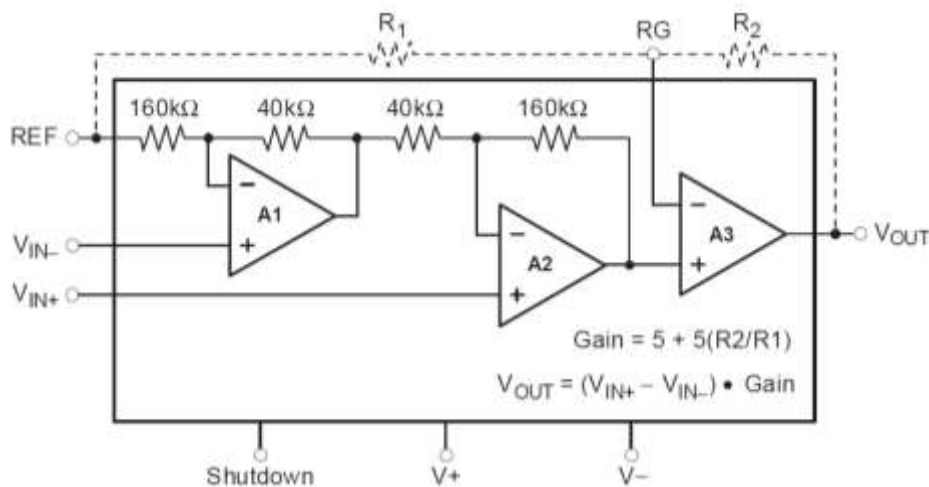 R1 RG R2
160kΩ 40kΩ 40kΩ 160kΩ
REF
A1
A3
VIN– VOUT
A2
VIN+
Gain = 5 + 5(R2/R1)
VOUT = (VIN+ – VIN–) • Gain
Shutdown V+ V–